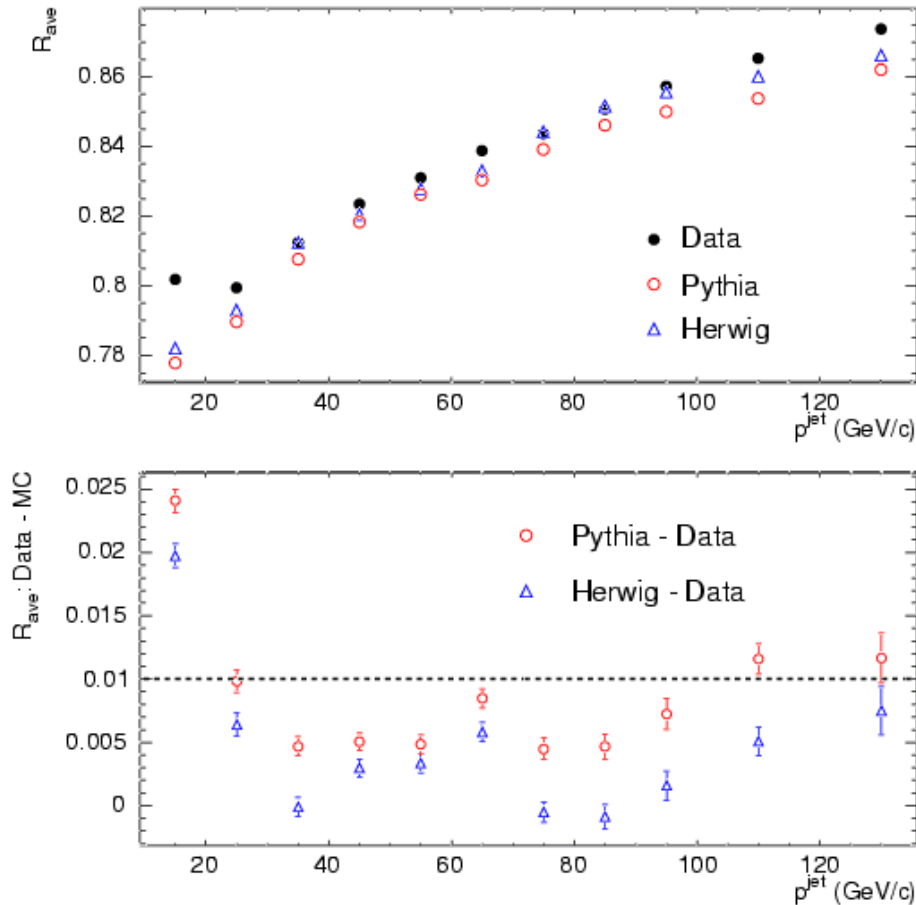 R_ave
0.86
0.84
0.82
0.8
0.78
Data
Pythia
Herwig
20 40 60 80 100 120
p^jet (GeV/c)
R_ave: Data - MC
0.025
0.02
0.015
0.01
0.005
0
Pythia - Data
Herwig - Data
20 40 60 80 100 120
p^jet (GeV/c)